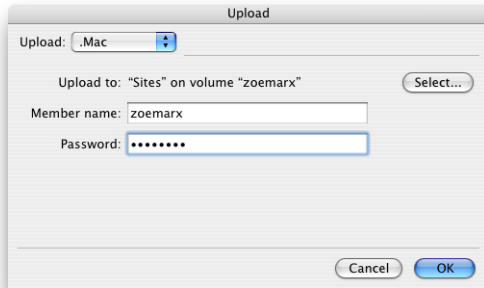 Upload
Upload: .Mac
Upload to: “Sites” on volume “zoemarx” Select...
Member name: zoemarx
Password: ••••••••
Cancel OK